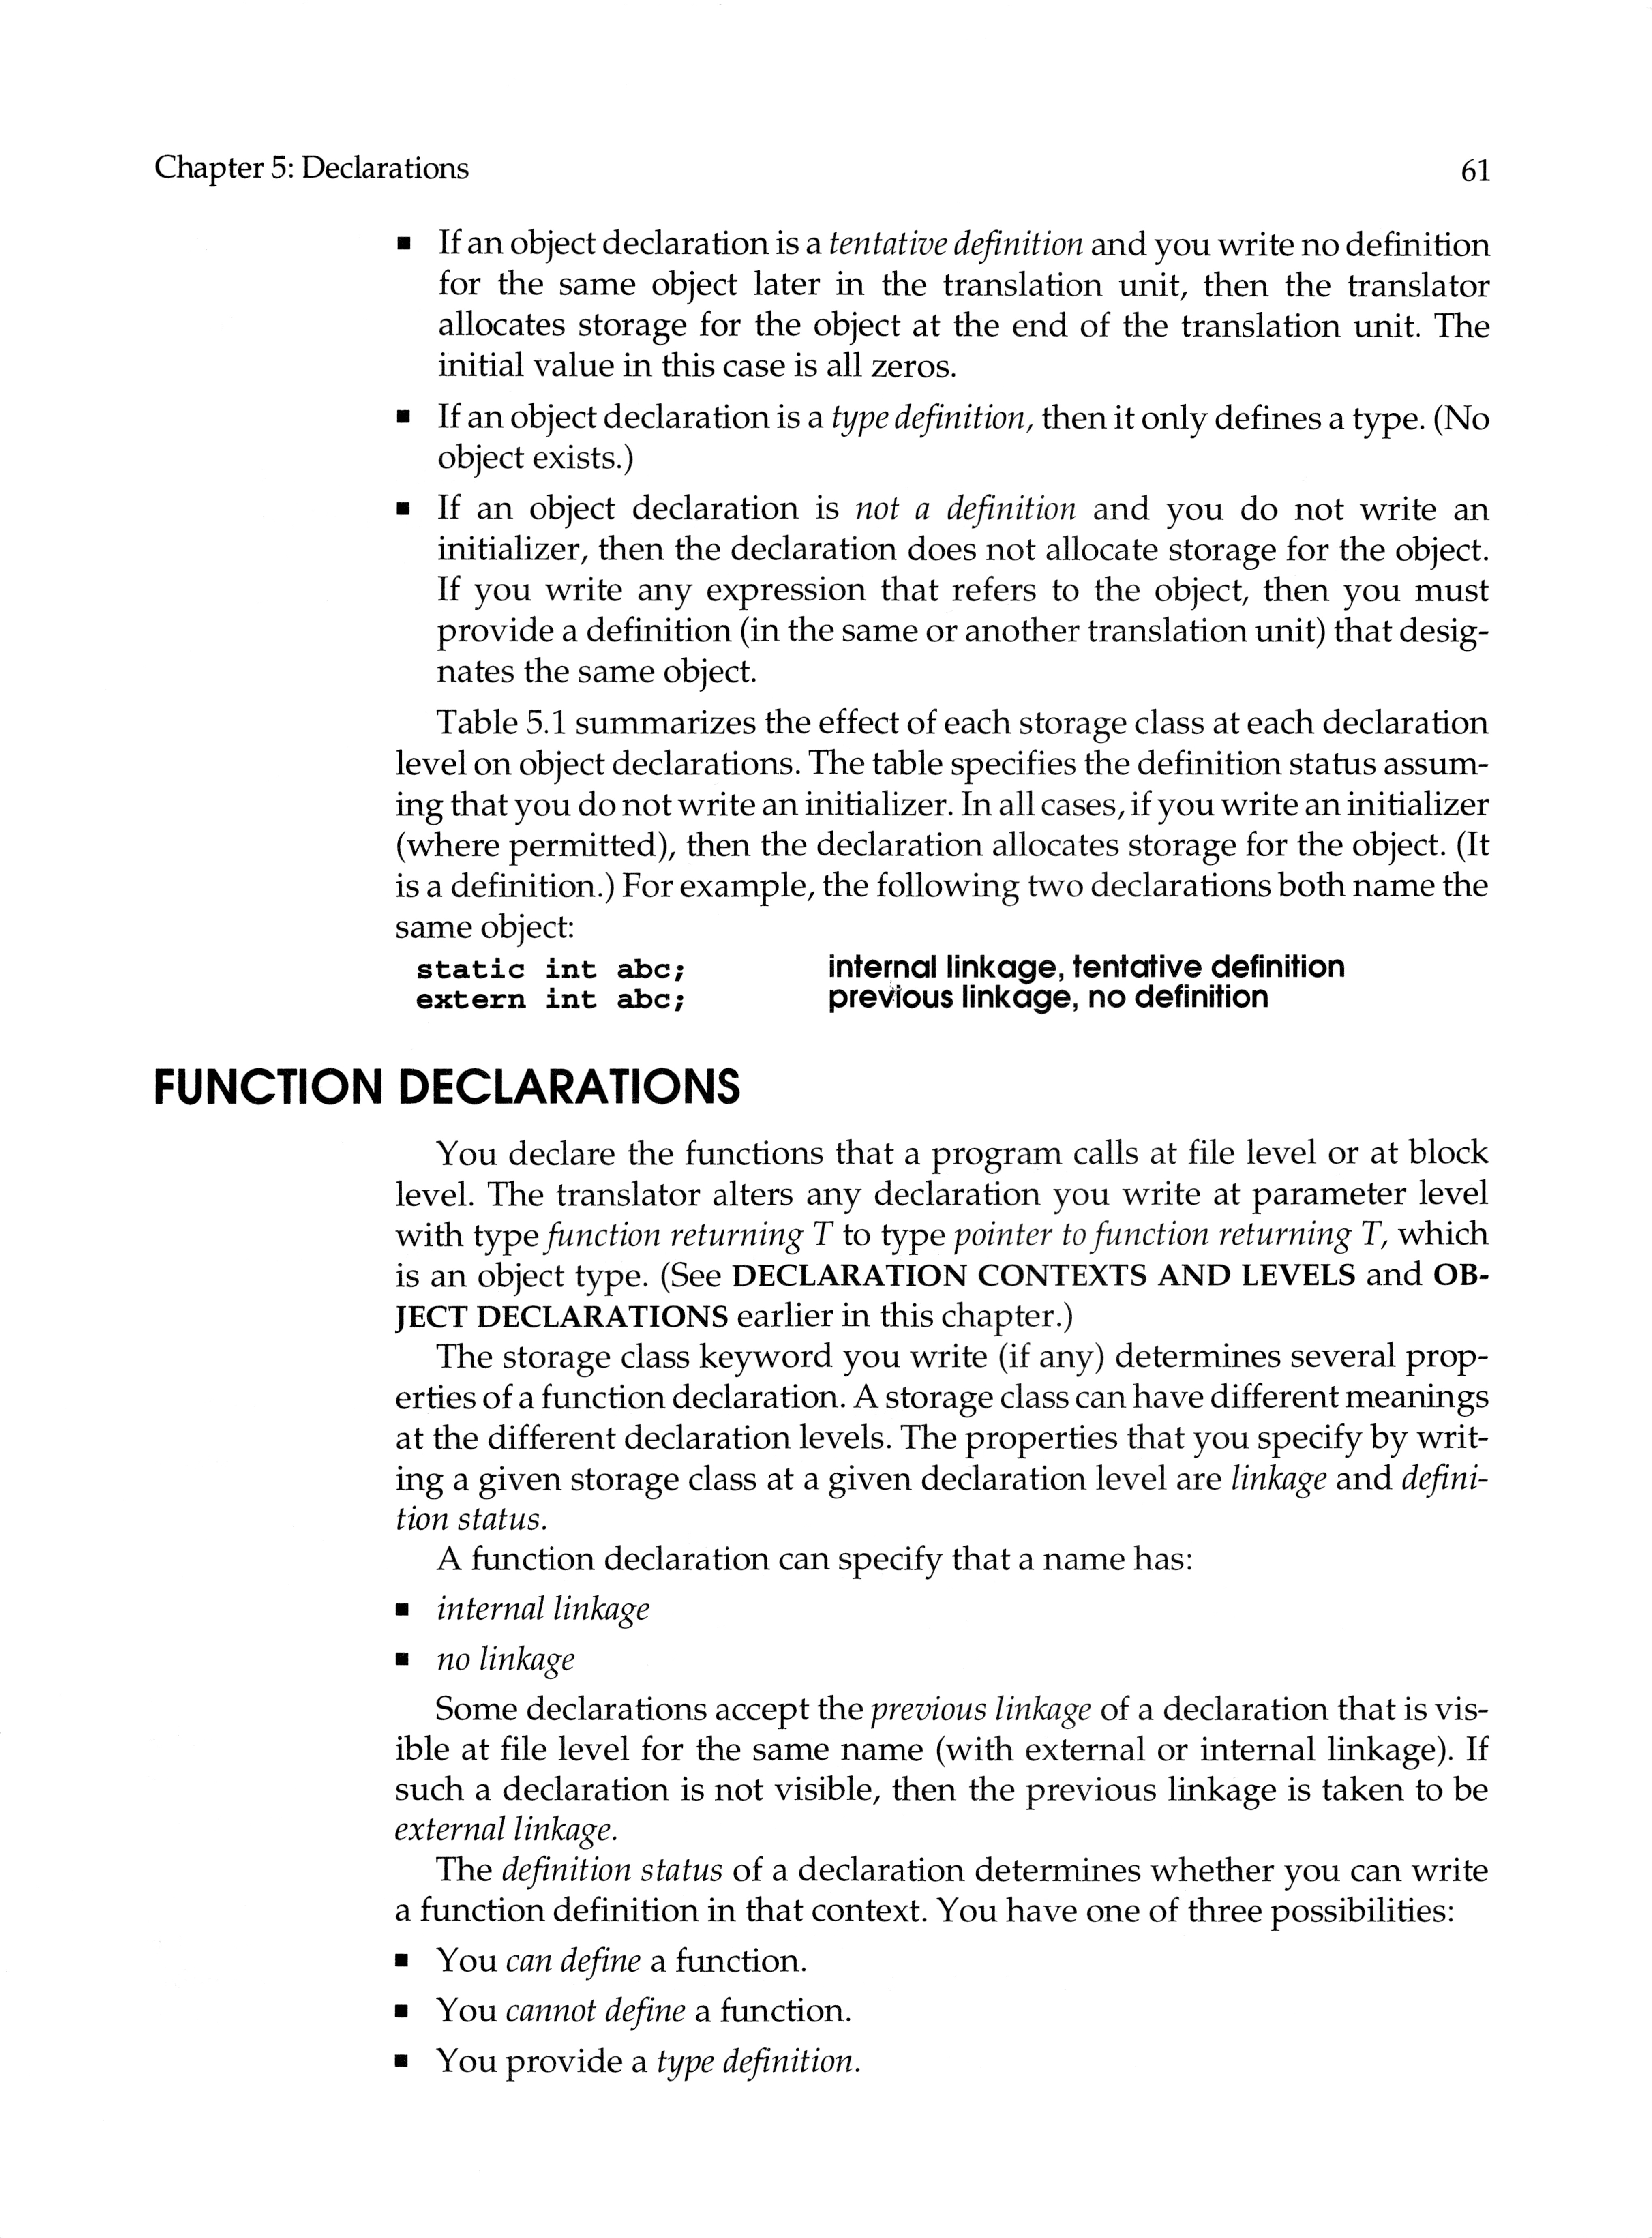 Chapter 5: Declarations 61
▪ If an object declaration is a tentative definition and you write no definition
for the same object later in the translation unit, then the translator
allocates storage for the object at the end of the translation unit. The
initial value in this case is all zeros.
▪ If an object declaration is a type definition, then it only defines a type. (No
object exists.)
▪ If an object declaration is not a definition and you do not write an
initializer, then the declaration does not allocate storage for the object.
If you write any expression that refers to the object, then you must
provide a definition (in the same or another translation unit) that desig-
nates the same object.
Table 5.1 summarizes the effect of each storage class at each declaration
level on object declarations. The table specifies the definition status assum-
ing that you do not write an initializer. In all cases, if you write an initializer
(where permitted), then the declaration allocates storage for the object. (It
is a definition.) For example, the following two declarations both name the
same object:
static int abc; internal linkage, tentative definition
extern int abc; previous linkage, no definition
FUNCTION DECLARATIONS
You declare the functions that a program calls at file level or at block
level. The translator alters any declaration you write at parameter level
with type function returning T to type pointer to function returning T, which
is an object type. (See DECLARATION CONTEXTS AND LEVELS and OB-
JECT DECLARATIONS earlier in this chapter.)
The storage class keyword you write (if any) determines several prop-
erties of a function declaration. A storage class can have different meanings
at the different declaration levels. The properties that you specify by writ-
ing a given storage class at a given declaration level are linkage and defini-
tion status.
A function declaration can specify that a name has:
▪ internal linkage
▪ no linkage
Some declarations accept the previous linkage of a declaration that is vis-
ible at file level for the same name (with external or internal linkage). If
such a declaration is not visible, then the previous linkage is taken to be
external linkage.
The definition status of a declaration determines whether you can write
a function definition in that context. You have one of three possibilities:
▪ You can define a function.
▪ You cannot define a function.
▪ You provide a type definition.